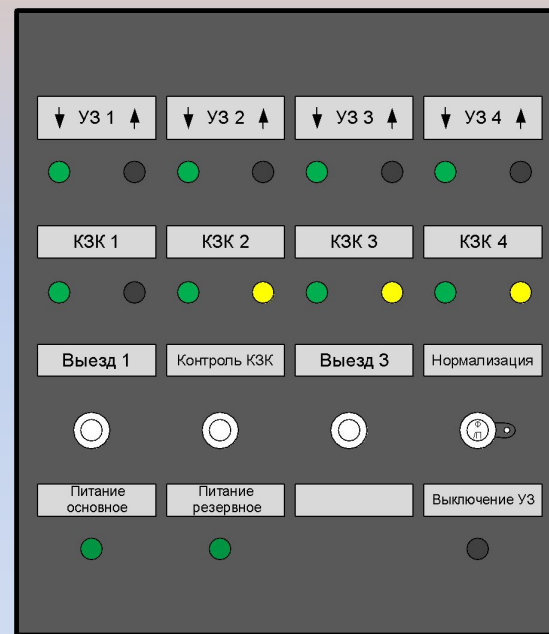 ↓ УЗ 1 ↑
↓ УЗ 2 ↑
↓ УЗ 3 ↑
↓ УЗ 4 ↑
КЗК 1
КЗК 2
КЗК 3
КЗК 4
Выезд 1
Контроль КЗК
Выезд 3
Нормализация
Ф
/П
Питание
основное
Питание
резервное
Выключение УЗ